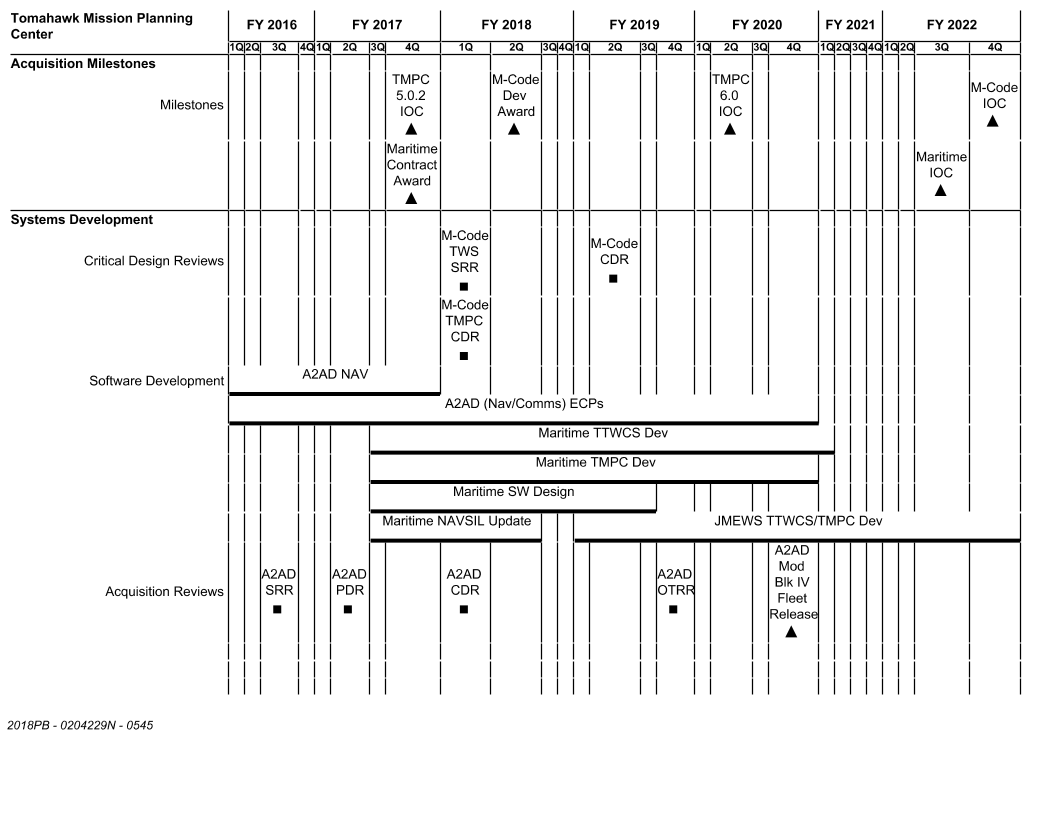 Tomahawk Mission Planning
Center
FY 2016 FY 2017 FY 2018 FY 2019 FY 2020 FY 2021 FY 2022
1Q 2Q 3Q 4Q 1Q 2Q 3Q 4Q 1Q 2Q 3Q 4Q 1Q 2Q 3Q 4Q 1Q 2Q 3Q 4Q 1Q 2Q 3Q 4Q 1Q 2Q 3Q 4Q
Acquisition Milestones
Milestones
TMPC
5.0.2
IOC
M-Code
Dev
Award
TMPC
6.0
IOC
M-Code
IOC
Maritime
Contract
Award
Maritime
IOC
Systems Development
Critical Design Reviews
M-Code
TWS
SRR
M-Code
CDR
M-Code
TMPC
CDR
Software Development
A2AD NAV
A2AD (Nav/Comms) ECPs
Maritime TTWCS Dev
Maritime TMPC Dev
Maritime SW Design
Maritime NAVSIL Update
JMEWS TTWCS/TMPC Dev
Acquisition Reviews
A2AD
SRR
A2AD
PDR
A2AD
CDR
A2AD
OTRR
A2AD
Mod
Blk IV
Fleet
Release
2018PB - 0204229N - 0545